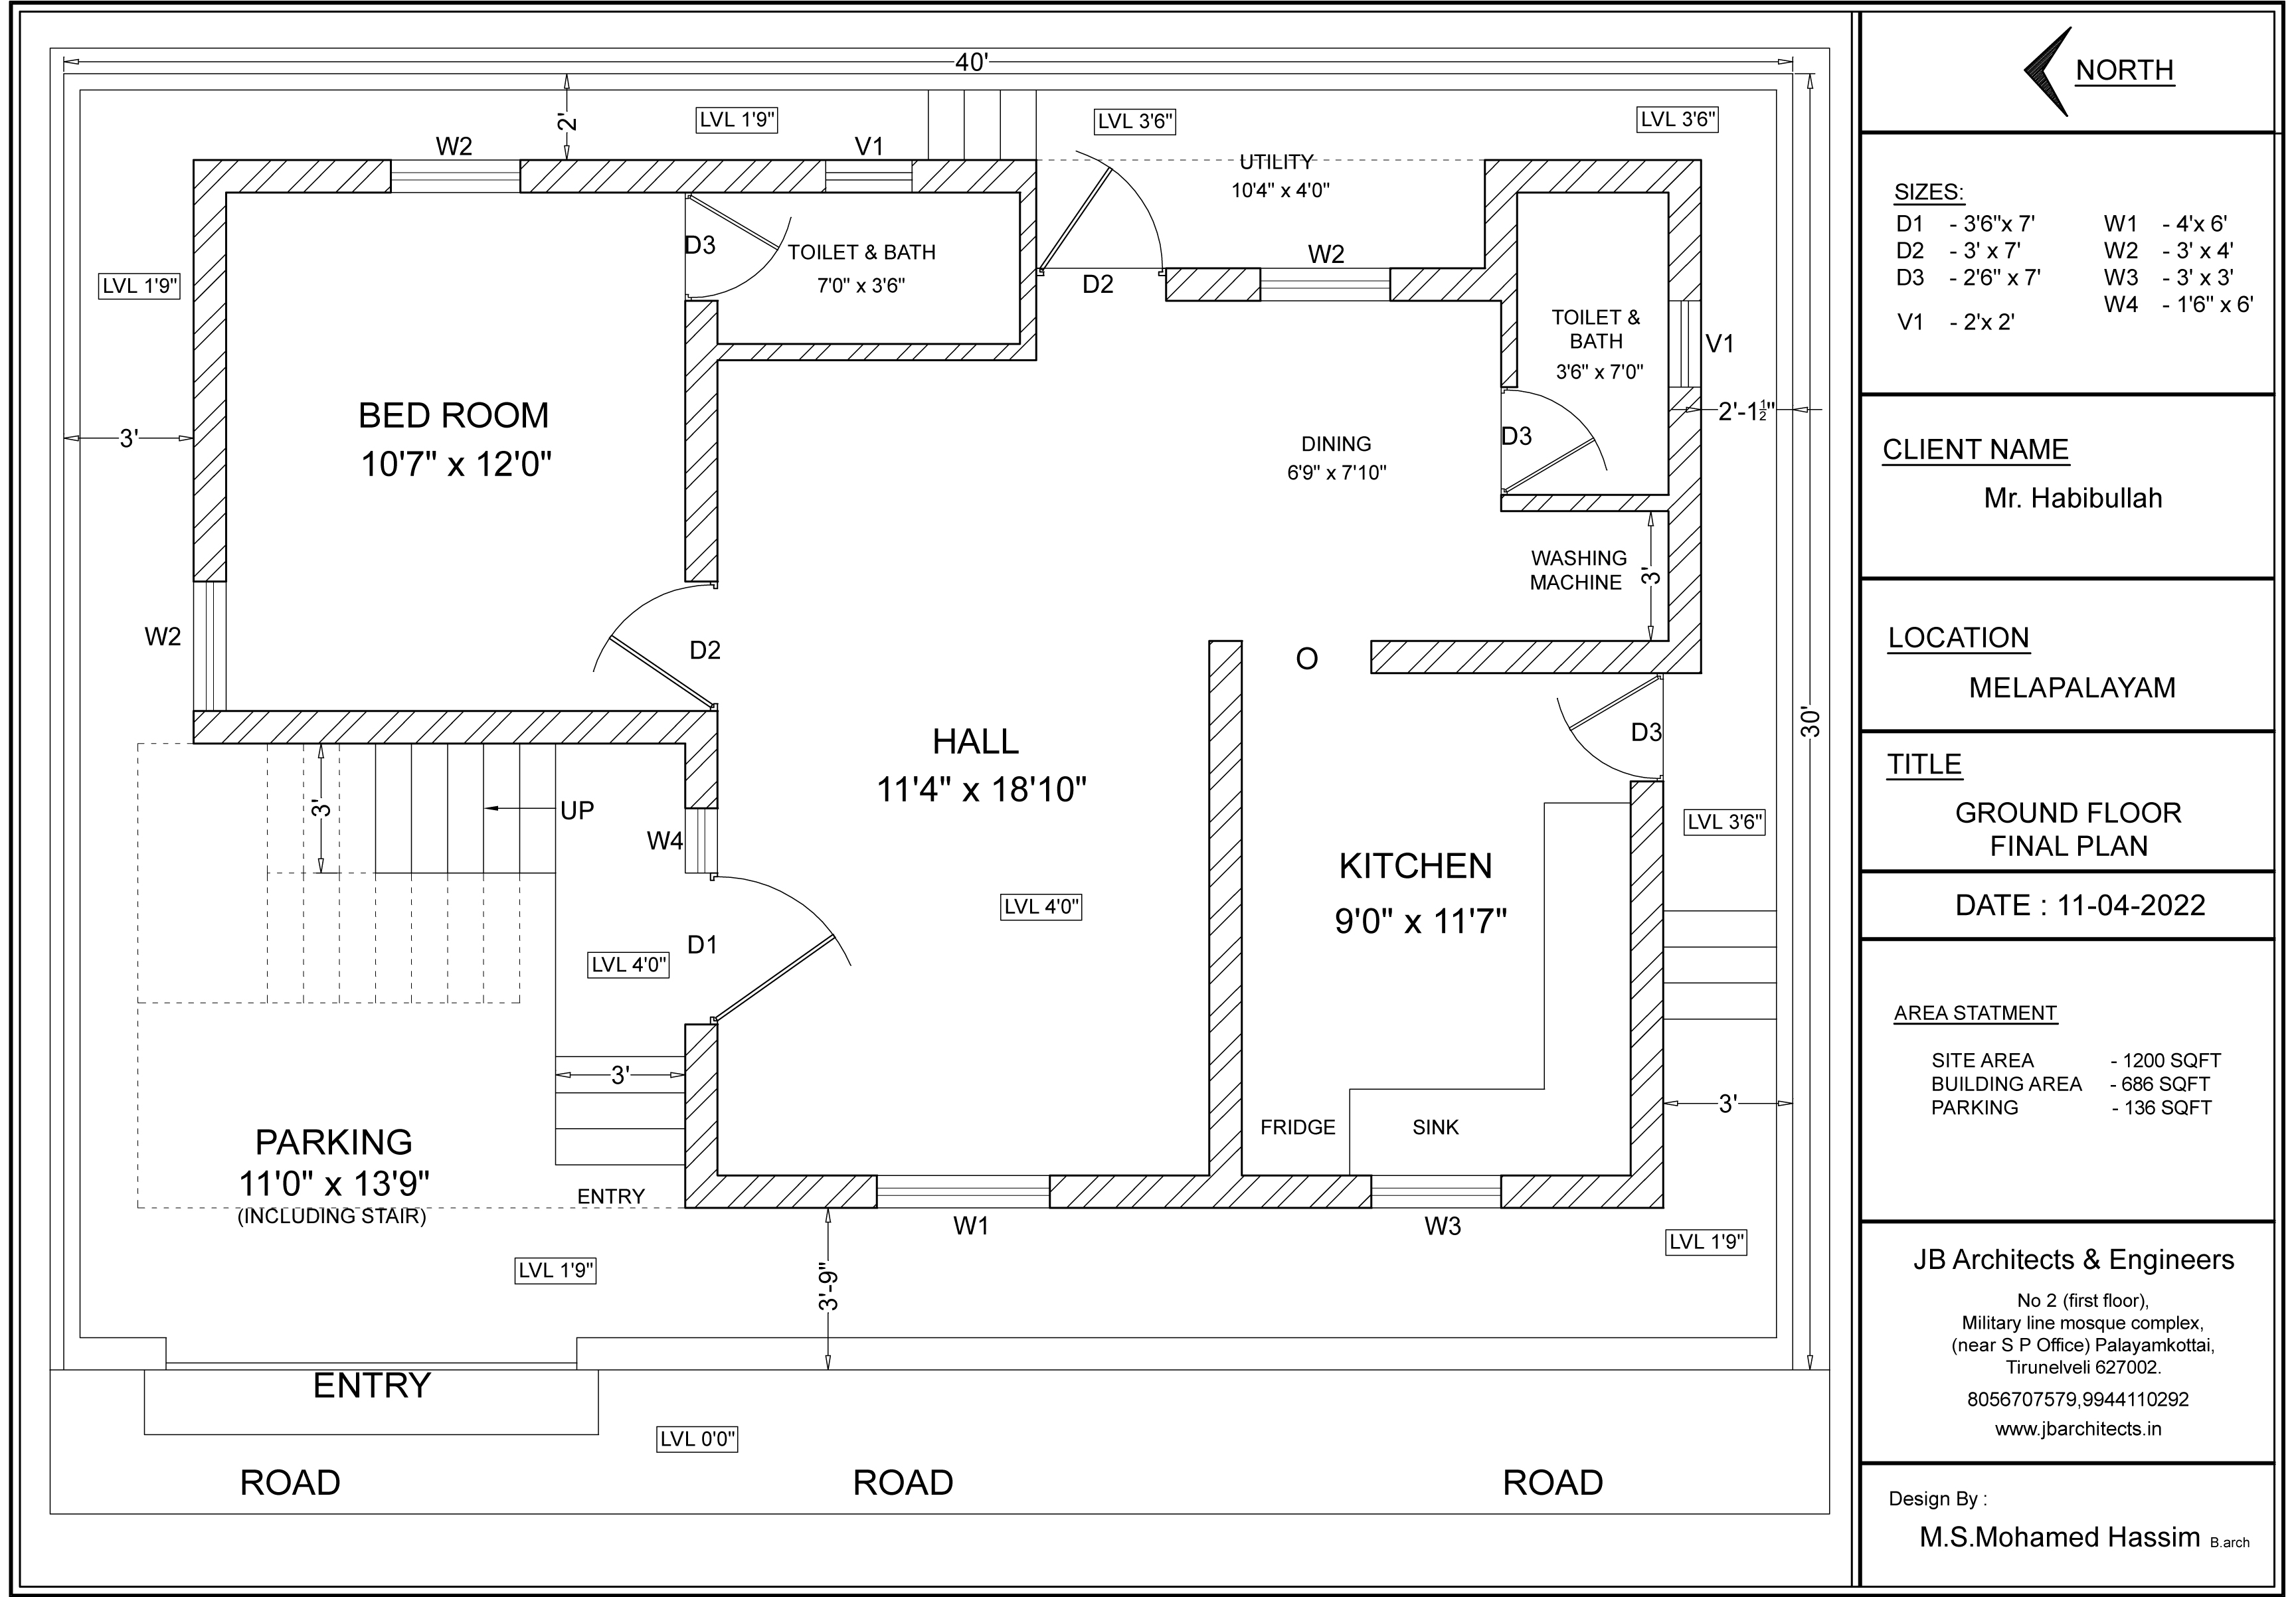 40'
2'
LVL 1'9"
LVL 3'6"
LVL 3'6"
W2
V1
UTILITY
10'4" x 4'0"
D3
TOILET & BATH
7'0" x 3'6"
LVL 1'9"
D2
W2
TOILET &
BATH
3'6" x 7'0"
V1
BED ROOM
10'7" x 12'0"
3'
2'-1½"
D3
DINING
6'9" x 7'10"
WASHING
MACHINE
3'
W2
D2
O
HALL
11'4" x 18'10"
D3
30'
3'
UP
W4
LVL 3'6"
KITCHEN
9'0" x 11'7"
LVL 4'0"
D1
LVL 4'0"
3'
3'
PARKING
11'0" x 13'9"
(INCLUDING STAIR)
ENTRY
FRIDGE
SINK
W1
W3
LVL 1'9"
LVL 1'9"
3'-9"
ENTRY
LVL 0'0"
ROAD
ROAD
ROAD
NORTH
SIZES:
D1 - 3'6"x 7' W1 - 4'x 6'
D2 - 3' x 7' W2 - 3' x 4'
D3 - 2'6" x 7' W3 - 3' x 3'
W4 - 1'6" x 6'
V1 - 2'x 2'
CLIENT NAME
Mr. Habibullah
LOCATION
MELAPALAYAM
TITLE
GROUND FLOOR
FINAL PLAN
DATE : 11-04-2022
AREA STATMENT
SITE AREA - 1200 SQFT
BUILDING AREA - 686 SQFT
PARKING - 136 SQFT
JB Architects & Engineers
No 2 (first floor),
Military line mosque complex,
(near S P Office) Palayamkottai,
Tirunelveli 627002.
8056707579,9944110292
www.jbarchitects.in
Design By :
M.S.Mohamed Hassim B.arch